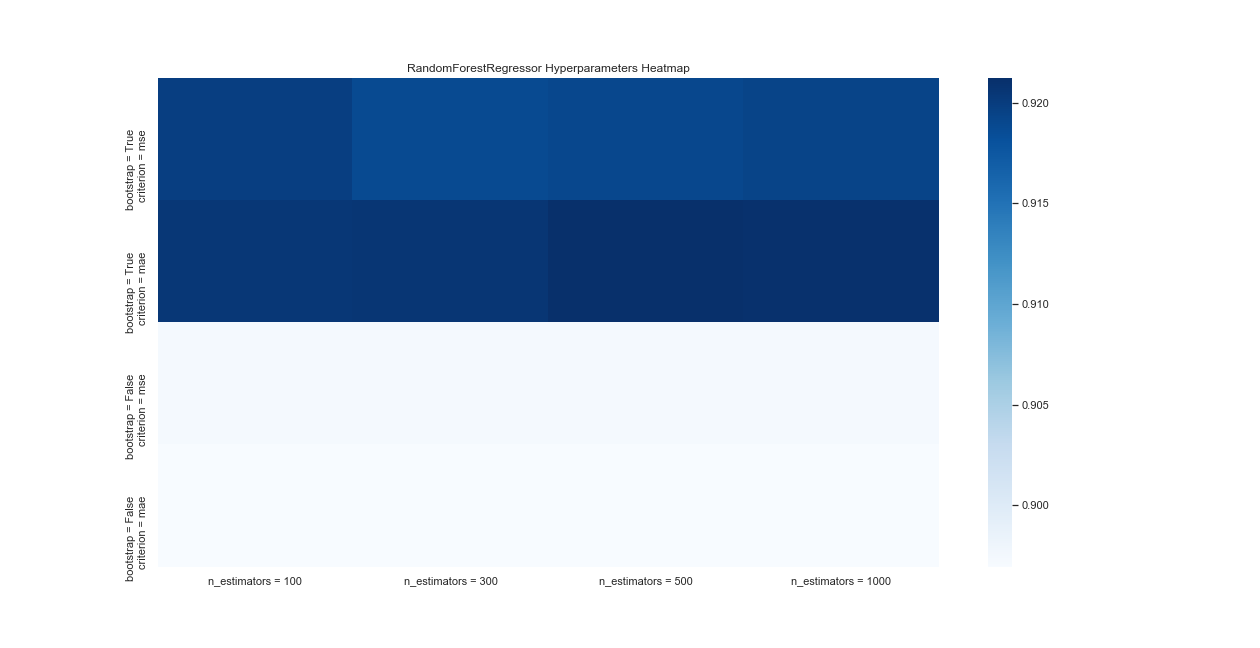 RandomForestRegressor Hyperparameters Heatmap
bootstrap = True
criterion = mse
bootstrap = True
criterion = mae
bootstrap = False
criterion = mse
bootstrap = False
criterion = mae
n_estimators = 100
n_estimators = 300
n_estimators = 500
n_estimators = 1000
0.920
0.915
0.910
0.905
0.900